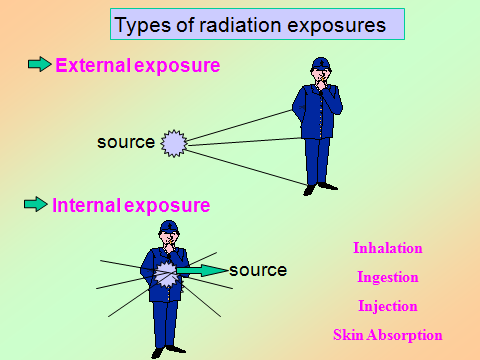 Types of radiation exposures
External exposure
source
Internal exposure
source
Inhalation
Ingestion
Injection
Skin Absorption